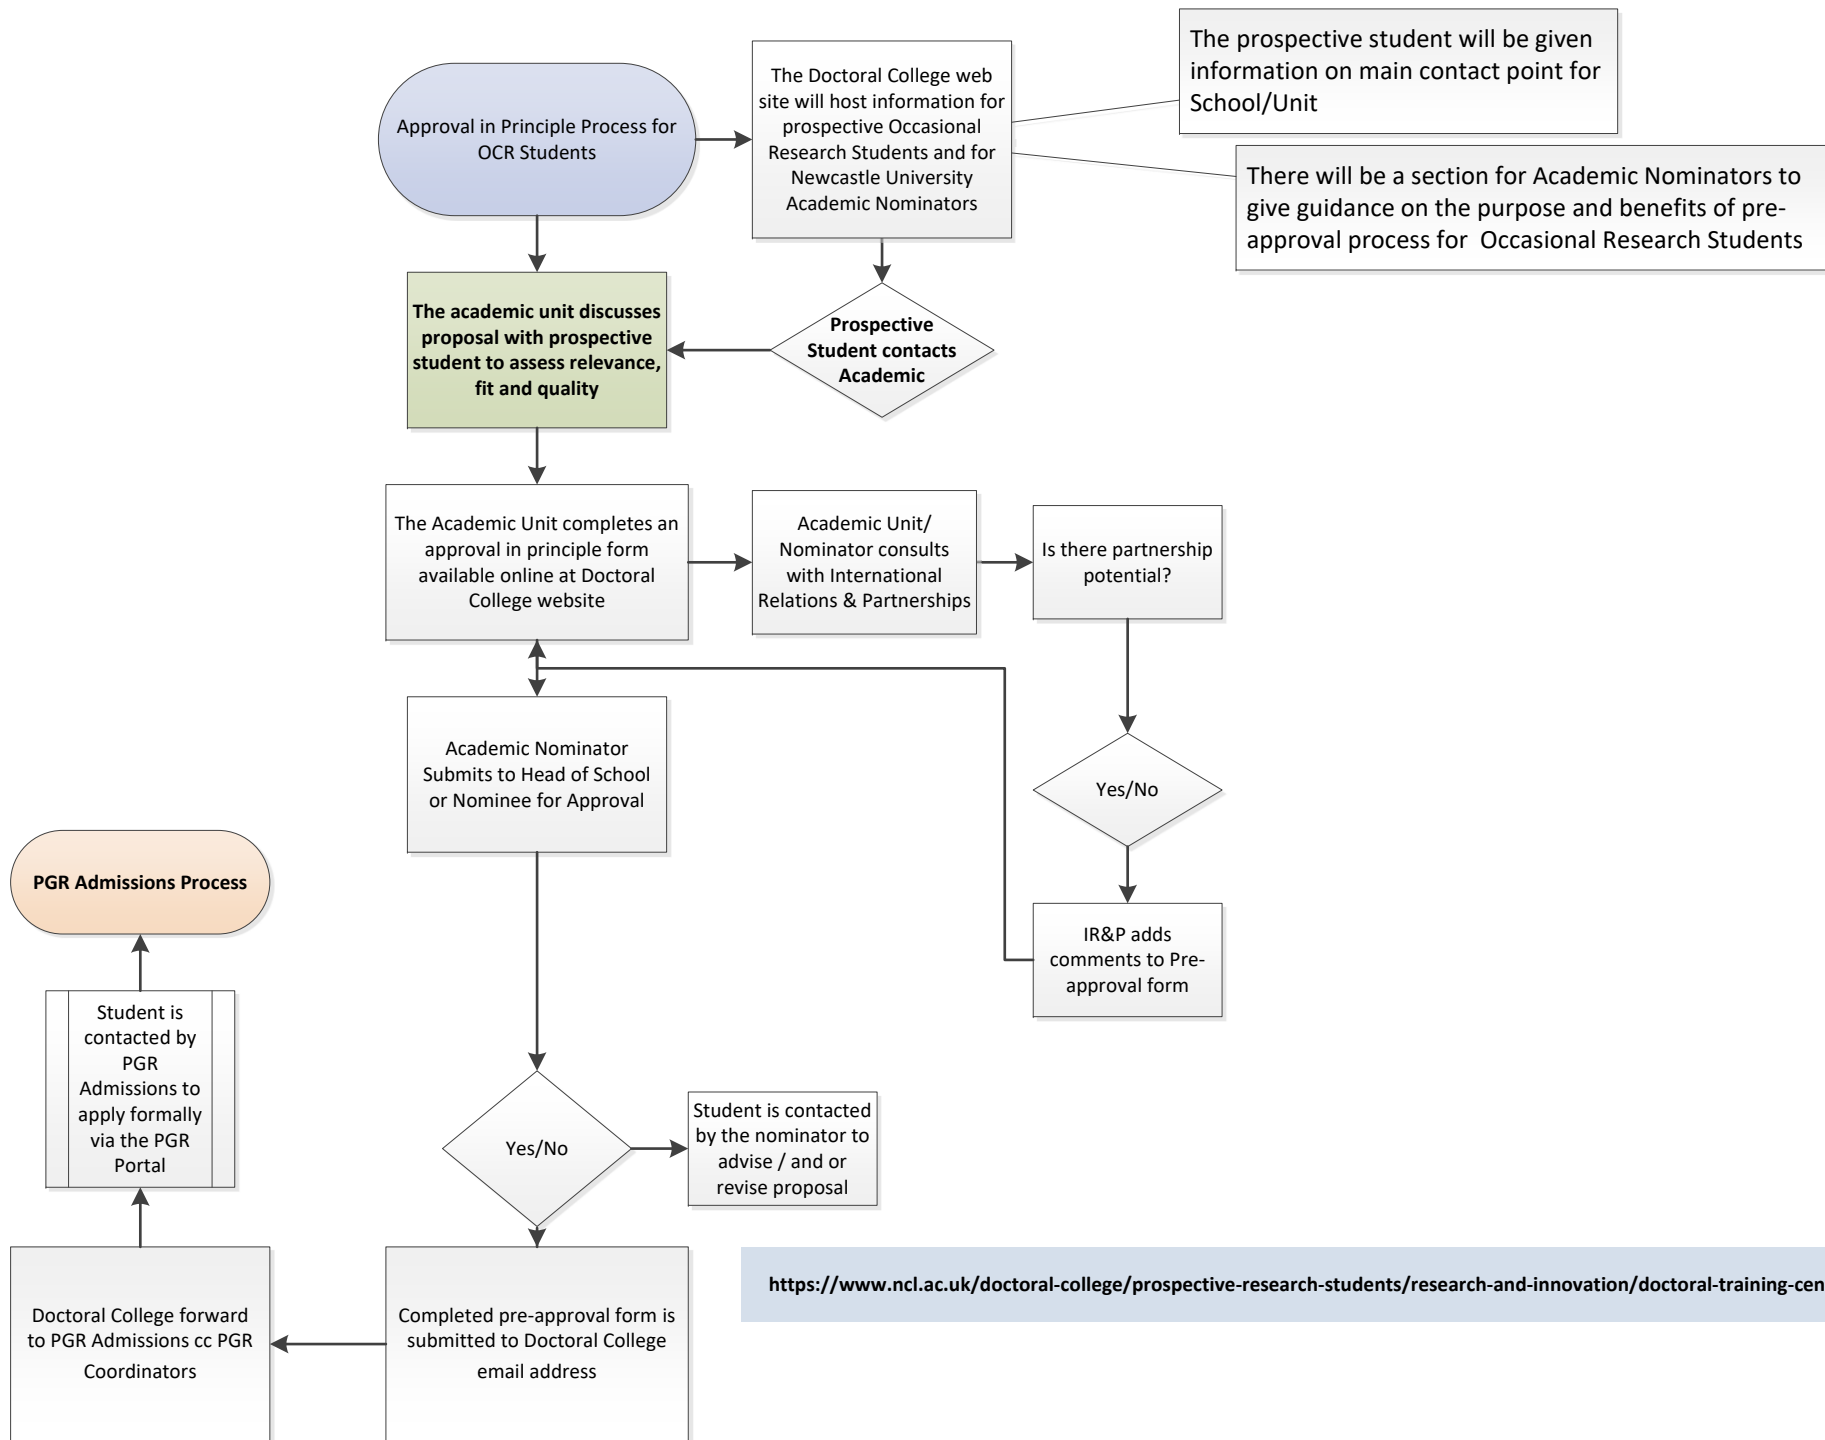 Approval in Principle Process for
OCR Students
The Doctoral College web
site will host information for
prospective Occasional
Research Students and for
Newcastle University
Academic Nominators
The prospective student will be given
information on main contact point for
School/Unit
There will be a section for Academic Nominators to
give guidance on the purpose and benefits of pre-
approval process for Occasional Research Students
The academic unit discusses
proposal with prospective
student to assess relevance,
fit and quality
Prospective
Student contacts
Academic
The Academic Unit completes an
approval in principle form
available online at Doctoral
College website
Academic Unit/
Nominator consults
with International
Relations & Partnerships
Is there partnership
potential?
Academic Nominator
Submits to Head of School
or Nominee for Approval
Yes/No
PGR Admissions Process
IR&P adds
comments to Pre-
approval form
Student is
contacted by
PGR
Admissions to
apply formally
via the PGR
Portal
Yes/No
Student is contacted
by the nominator to
advise / and or
revise proposal
Doctoral College forward
to PGR Admissions cc PGR
Coordinators
Completed pre-approval form is
submitted to Doctoral College
email address
https://www.ncl.ac.uk/doctoral-college/prospective-research-students/research-and-innovation/doctoral-training-cen